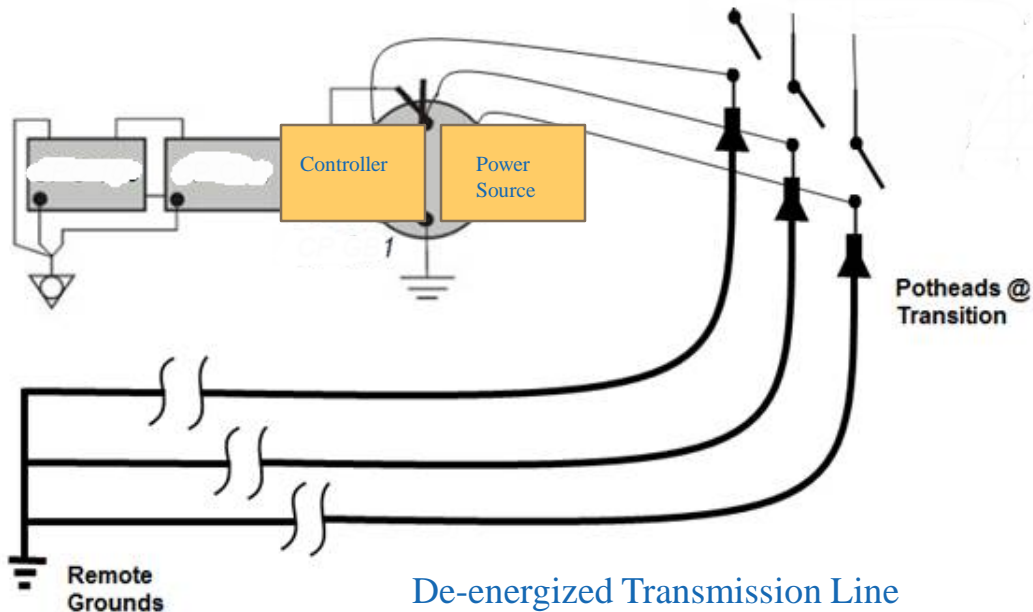 Controller
Power
Source
1
Potheads @
Transition
Remote
Grounds
De-energized Transmission Line